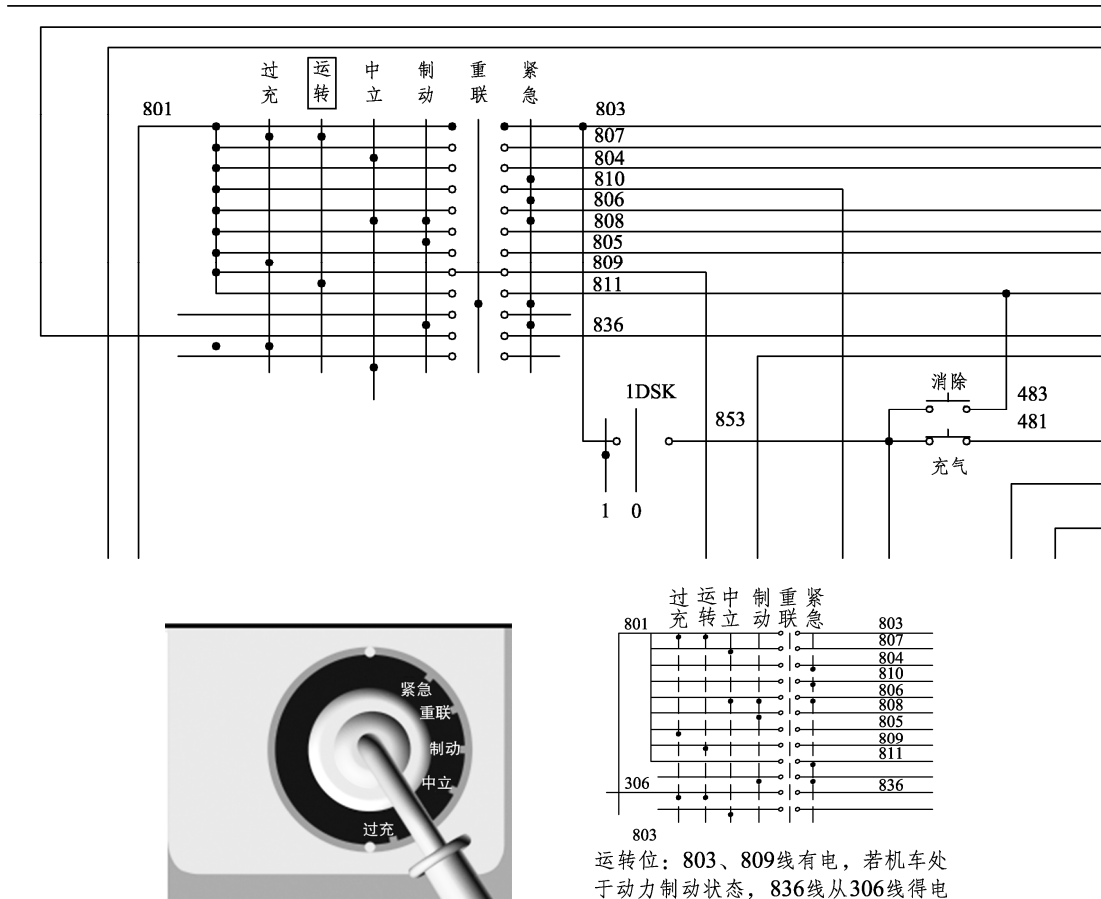 过充 运转 中立 制动 重联 紧急
801
803
807
804
810
806
808
805
809
811
836
1DSK
853
消除
483
481
充气
1 0
紧急
重联
制动
中立
过充
过充 运转 中立 制动 重联 紧急
801
803
807
804
810
806
808
805
809
811
306
836
803
运转位：803、809线有电，若机车处
于动力制动状态，836线从306线得电